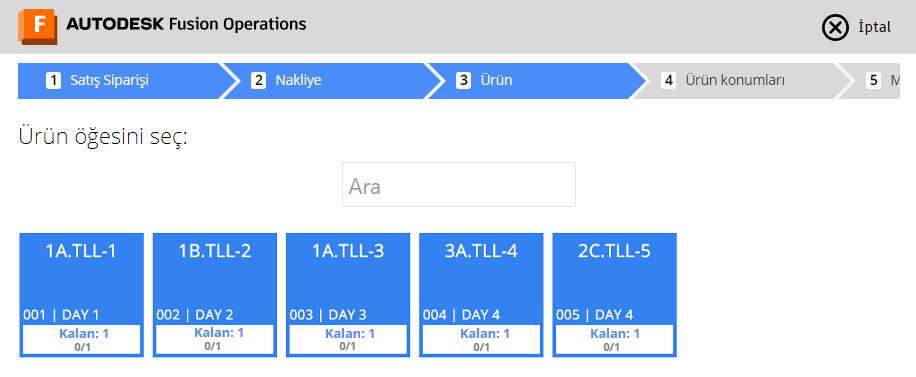 F AUTODESK Fusion Operations
İptal
1 Satış Siparişi 2 Nakliye 3 Ürün 4 Ürün konumları 5 M
Ürün öğesini seç:
Ara
1A.TLL-1 1B.TLL-2 1A.TLL-3 3A.TLL-4 2C.TLL-5
001 | DAY 1 002 | DAY 2 003 | DAY 3 004 | DAY 4 005 | DAY 4
Kalan: 1 Kalan: 1 Kalan: 1 Kalan: 1 Kalan: 1
0/1 0/1 0/1 0/1 0/1